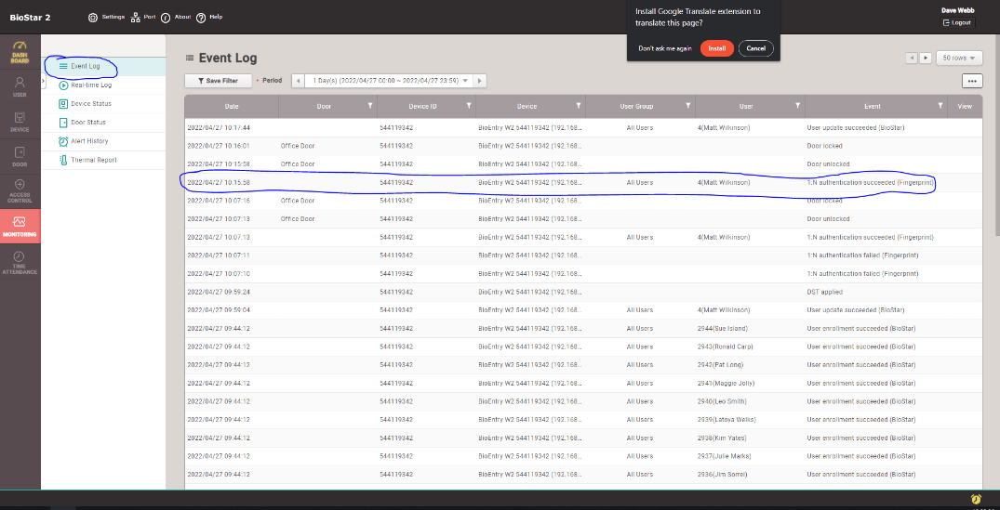 BioStar 2
Settings Port About Help
Install Google Translate extension to
translate this page?
Don't ask me again Install Cancel
Dave Webb
Logout
DASH
BOARD
USER
DEVICE
DOOR
ACCESS
CONTROL
MONITORING
TIME
ATTENDANCE
Event Log
Real-time Log
Device Status
Door Status
Alert History
Thermal Report
Event Log
50 rows
Save Filter • Period 1 Day(s) (2022/04/27 00:00 ~ 2022/04/27 23:59)
Date Door Device ID Device User Group User Event View
2022/04/27 10:17:44 544119342 BioEntry W2 544119342 (192.168... All Users 4(Matt Wilkinson) User update succeeded (BioStar)
2022/04/27 10:16:01 Office Door 544119342 BioEntry W2 544119342 (192.168... Door locked
2022/04/27 10:15:58 Office Door 544119342 BioEntry W2 544119342 (192.168... Door unlocked
2022/04/27 10:15:58 544119342 BioEntry W2 544119342 (192.168... All Users 4(Matt Wilkinson) 1:N authentication succeeded (Fingerprint)
2022/04/27 10:07:16 Office Door 544119342 BioEntry W2 544119342 (192.168... Door locked
2022/04/27 10:07:13 Office Door 544119342 BioEntry W2 544119342 (192.168... Door unlocked
2022/04/27 10:07:13 544119342 BioEntry W2 544119342 (192.168... All Users 4(Matt Wilkinson) 1:N authentication succeeded (Fingerprint)
2022/04/27 10:07:11 544119342 BioEntry W2 544119342 (192.168... 1:N authentication failed (Fingerprint)
2022/04/27 10:07:10 544119342 BioEntry W2 544119342 (192.168... 1:N authentication failed (Fingerprint)
2022/04/27 09:59:24 544119342 BioEntry W2 544119342 (192.168... DST applied
2022/04/27 09:59:04 544119342 BioEntry W2 544119342 (192.168... All Users 4(Matt Wilkinson) User update succeeded (BioStar)
2022/04/27 09:44:12 544119342 BioEntry W2 544119342 (192.168... All Users 2944(Sue Island) User enrollment succeeded (BioStar)
2022/04/27 09:44:12 544119342 BioEntry W2 544119342 (192.168... All Users 2943(Ronald Carp) User enrollment succeeded (BioStar)
2022/04/27 09:44:12 544119342 BioEntry W2 544119342 (192.168... All Users 2942(Pat Long) User enrollment succeeded (BioStar)
2022/04/27 09:44:12 544119342 BioEntry W2 544119342 (192.168... All Users 2941(Maggie Jolly) User enrollment succeeded (BioStar)
2022/04/27 09:44:12 544119342 BioEntry W2 544119342 (192.168... All Users 2940(Leo Smith) User enrollment succeeded (BioStar)
2022/04/27 09:44:12 544119342 BioEntry W2 544119342 (192.168... All Users 2939(Latoya Welks) User enrollment succeeded (BioStar)
2022/04/27 09:44:12 544119342 BioEntry W2 544119342 (192.168... All Users 2938(Kim Yates) User enrollment succeeded (BioStar)
2022/04/27 09:44:12 544119342 BioEntry W2 544119342 (192.168... All Users 2937(Julie Marks) User enrollment succeeded (BioStar)
2022/04/27 09:44:12 544119342 BioEntry W2 544119342 (192.168... All Users 2936(Jim Sorrel) User enrollment succeeded (BioStar)